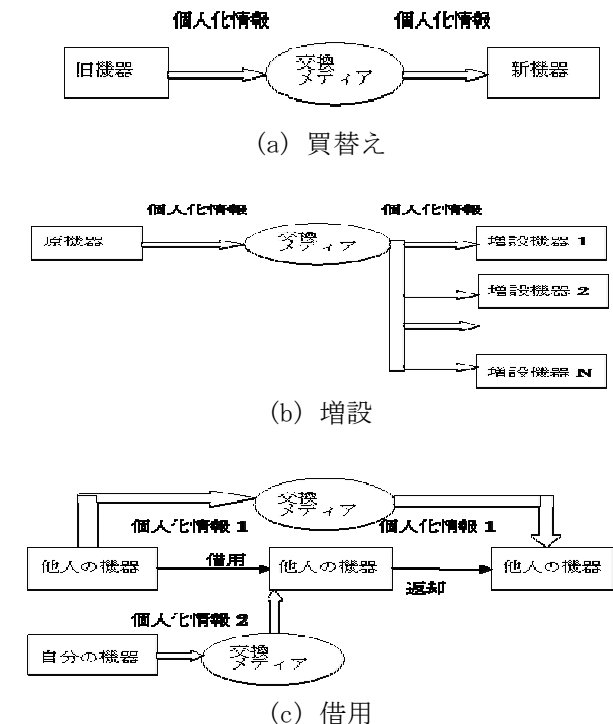 個人化情報 個人化情報
旧機器 交換 新機器
メディア
(a) 買替え
個人化情報 個人化情報
原機器 交換 増設機器 1
メディア
増設機器 2
増設機器 N
(b) 増設
交換
メディア
個人化情報 1 個人化情報 1
他人の機器 借用 他人の機器 返却 他人の機器
個人化情報 2
自分の機器 交換
メディア
(c) 借用